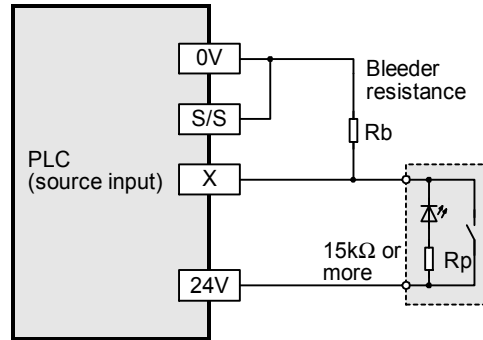 0V
Bleeder
resistance
S/S
Rb
PLC
(source input)
X
15kΩ or
more
Rp
24V